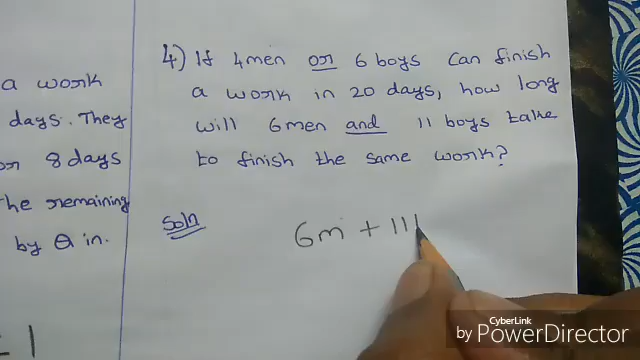 a work
days. They
on 8 days
the remaining
by Q in.
= 1
4) If 4men or 6 boys can finish
a work in 20 days, how long
will 6men and 11 boys take
to finish the same work?
Soln
6m + 11
CyberLink
by PowerDirector